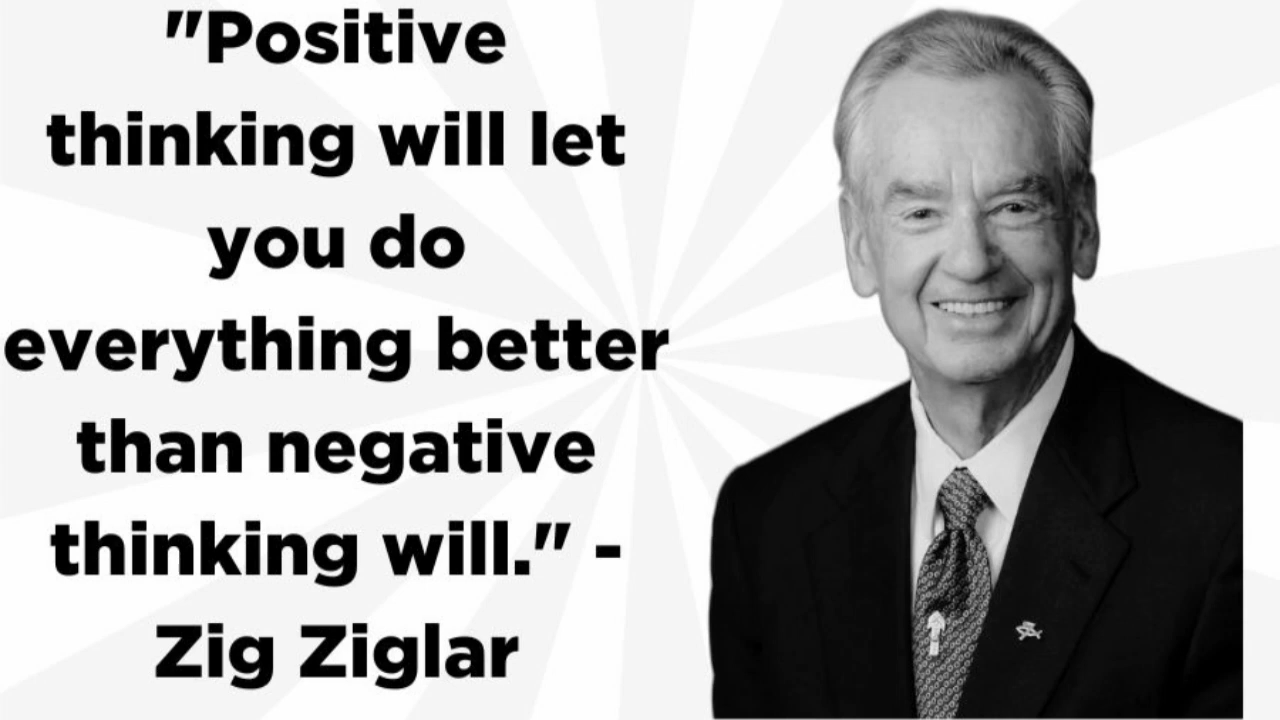 "Positive
thinking will let
you do
everything better
than negative
thinking will." -
Zig Ziglar